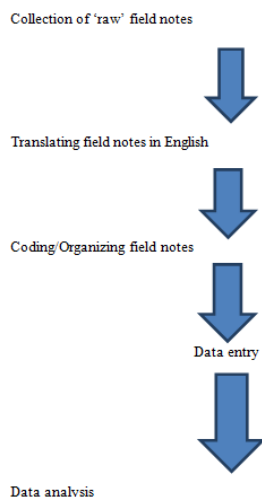 Collection of ‘raw’ field notes
Translating field notes in English
Coding/Organizing field notes
Data entry
Data analysis